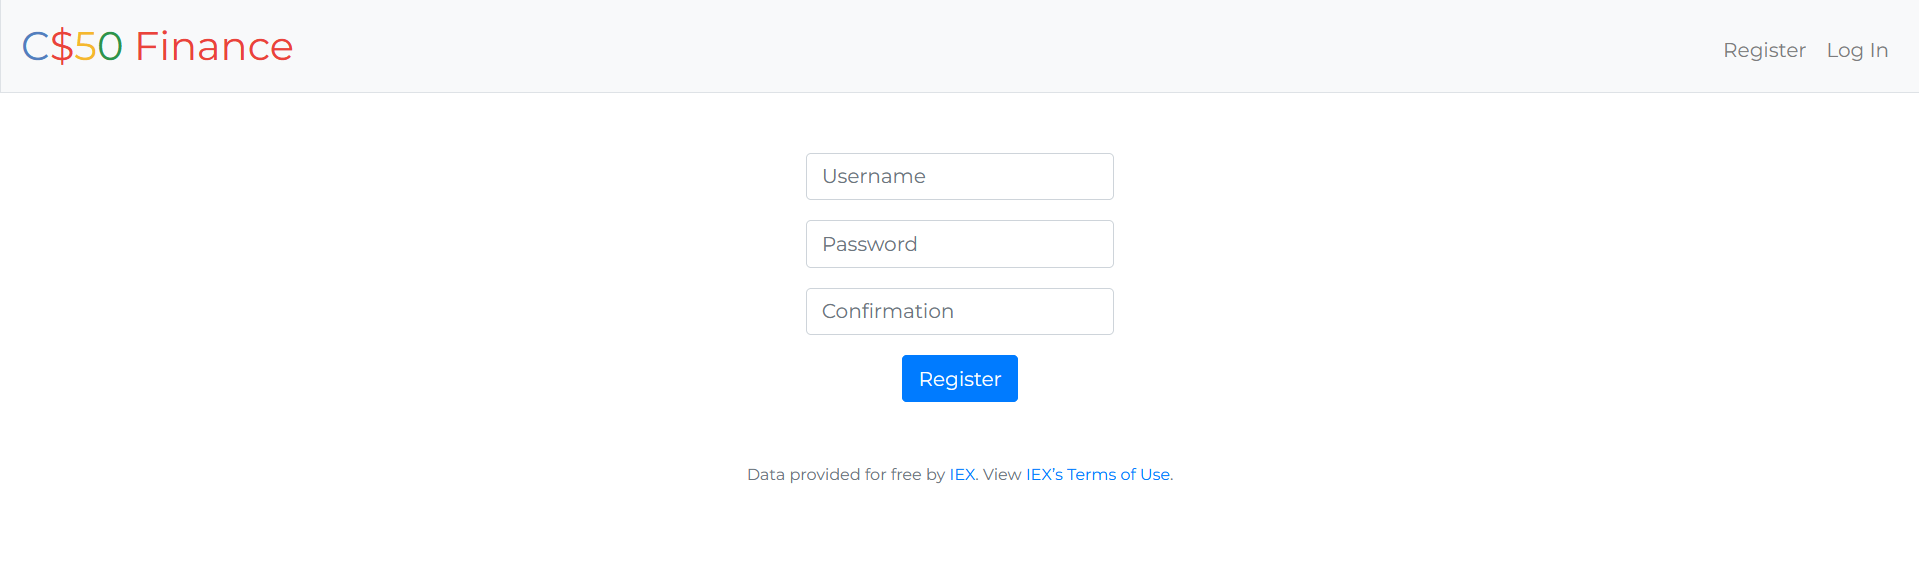 C$50 Finance
Register Log In
Username
Password
Confirmation
Register
Data provided for free by IEX. View IEX’s Terms of Use.